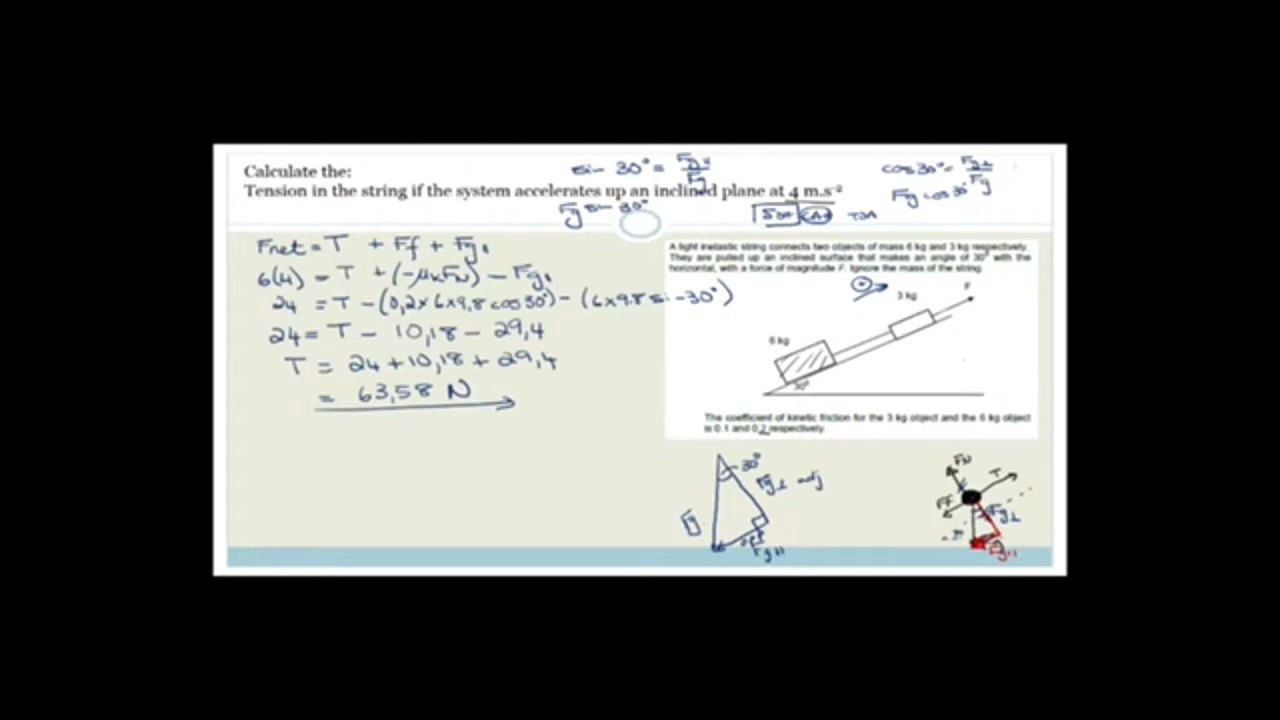 Calculate the:
Tension in the string if the system accelerates up an inclined plane at 4 m.s⁻²
sin 30° = Fg∥/Fg
Fg sin 30°
cos 30° = Fg⊥/Fg
Fg cos 30°
SOH CAH TOA
Fnet = T + Ff + Fg∥
6(4) = T + (-μkFN) - Fg∥
24 = T - (0,2 x 6 x 9,8 cos 30°) - (6 x 9.8 sin 30°)
24 = T - 10,18 - 29,4
T = 24 + 10,18 + 29,4
= 63,58 N
A light inelastic string connects two objects of mass 6 kg and 3 kg respectively.
They are pulled up an inclined surface that makes an angle of 30° with the
horizontal, with a force of magnitude F. Ignore the mass of the string
+
F
3 kg
6 kg
30°
The coefficient of kinetic friction for the 3 kg object and the 6 kg object
is 0.1 and 0.2 respectively.
30°
Fg⊥ adj
Fg
opp
Fg∥
FN
T
Ff
Fg⊥
Fg∥